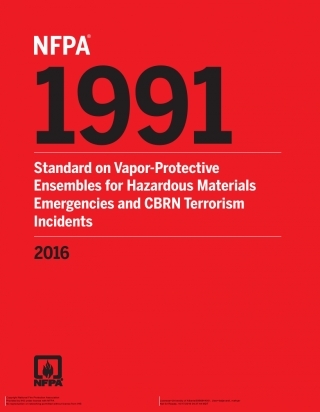 NFPA®
1991
Standard on Vapor-Protective
Ensembles for Hazardous Materials
Emergencies and CBRN Terrorism
Incidents
2016
NFPA®